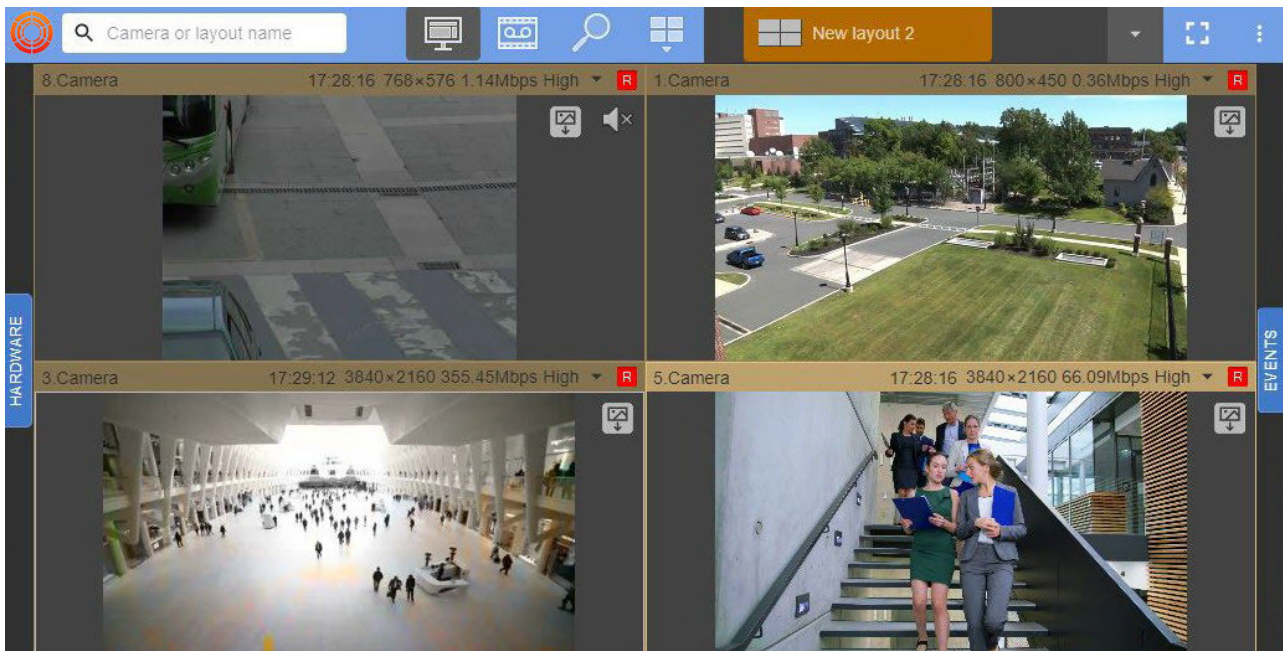 Camera or layout name
New layout 2
8.Camera 17:28:16 768×576 1.14Mbps High R
1.Camera 17:28:16 800×450 0.36Mbps High R
HARDWARE
EVENTS
3.Camera 17:29:12 3840×2160 355.45Mbps High R
5.Camera 17:28:16 3840×2160 66.09Mbps High R